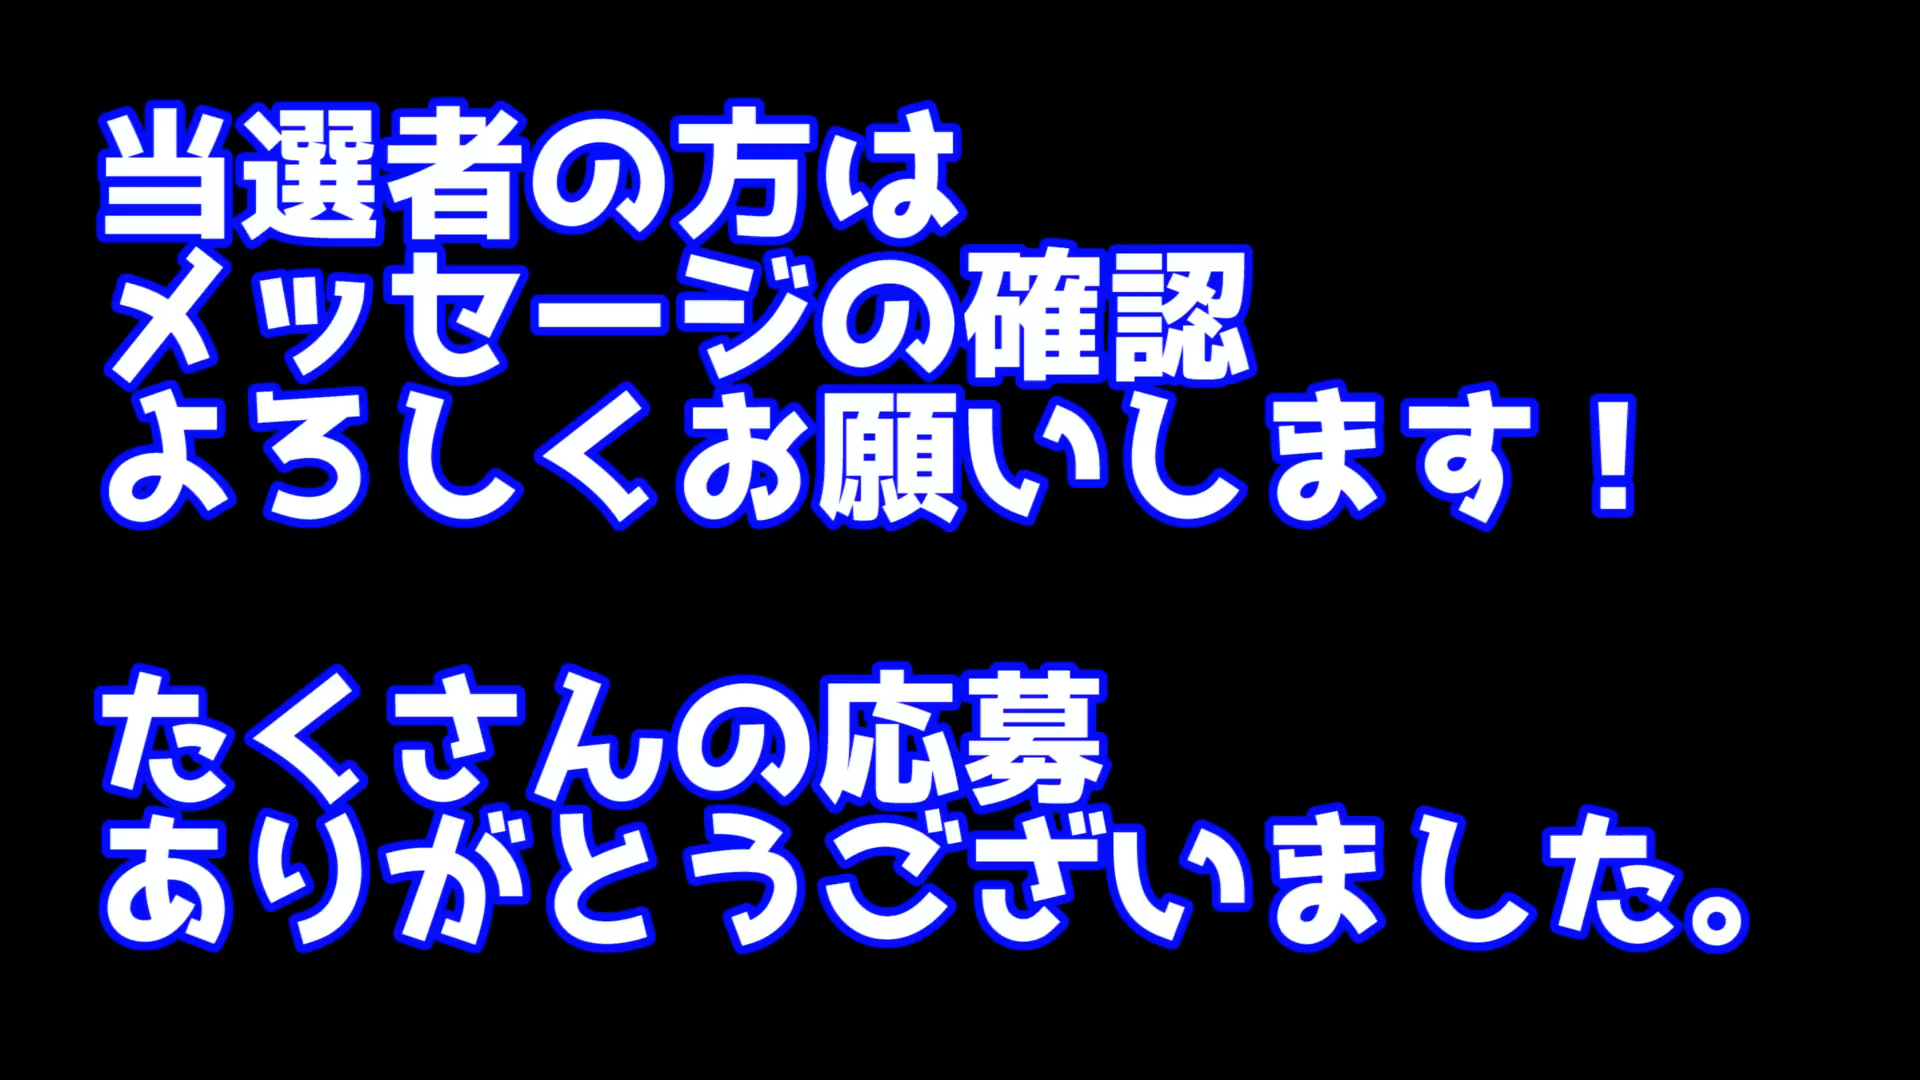 当選者の方は
メッセージの確認
よろしくお願いします！
たくさんの応募
ありがとうございました。